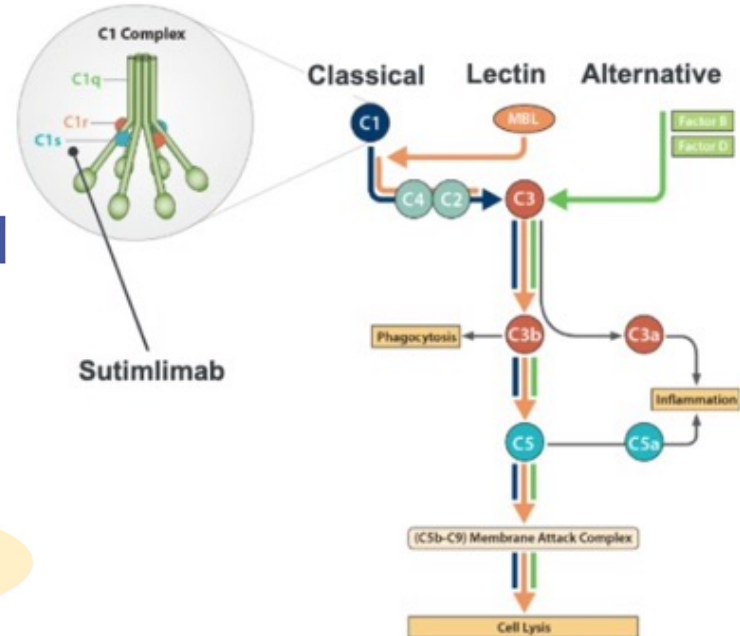 C1 Complex
C1q
C1r
C1s
Sutimlimab
Classical
Lectin
Alternative
C1
MBL
Factor B
Factor D
C4
C2
C3
Phagocytosis
C3b
C3a
Inflammation
C5
C5a
(C5b-C9) Membrane Attack Complex
Cell Lysis